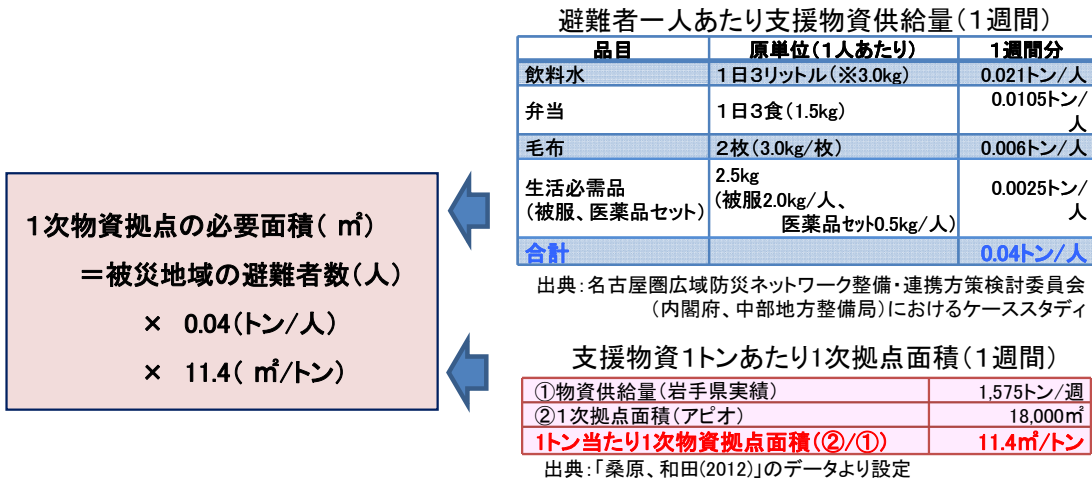 避難者一人あたり支援物資供給量（１週間）
品目 原単位（１人あたり） １週間分
飲料水 １日３リットル（※3.0kg） 0.021トン/人
弁当 １日３食（1.5kg） 0.0105トン/
人
毛布 ２枚（3.0kg/枚） 0.006トン/人
生活必需品
（被服、医薬品セット） 2.5kg
（被服2.0kg/人、
医薬品セット0.5kg/人） 0.0025トン/
人
合計 0.04トン/人
出典：名古屋圏広域防災ネットワーク整備・連携方策検討委員会
（内閣府、中部地方整備局）におけるケーススタディ
１次物資拠点の必要面積（ ㎡）
＝被災地域の避難者数（人）
× 0.04（トン/人）
× 11.4（ ㎡/トン）
支援物資１トンあたり１次拠点面積（１週間）
①物資供給量（岩手県実績） 1,575トン/週
②１次拠点面積（アピオ） 18,000㎡
1トン当たり1次物資拠点面積（②/①） 11.4㎡/トン
出典：「桑原、和田(2012)」のデータより設定